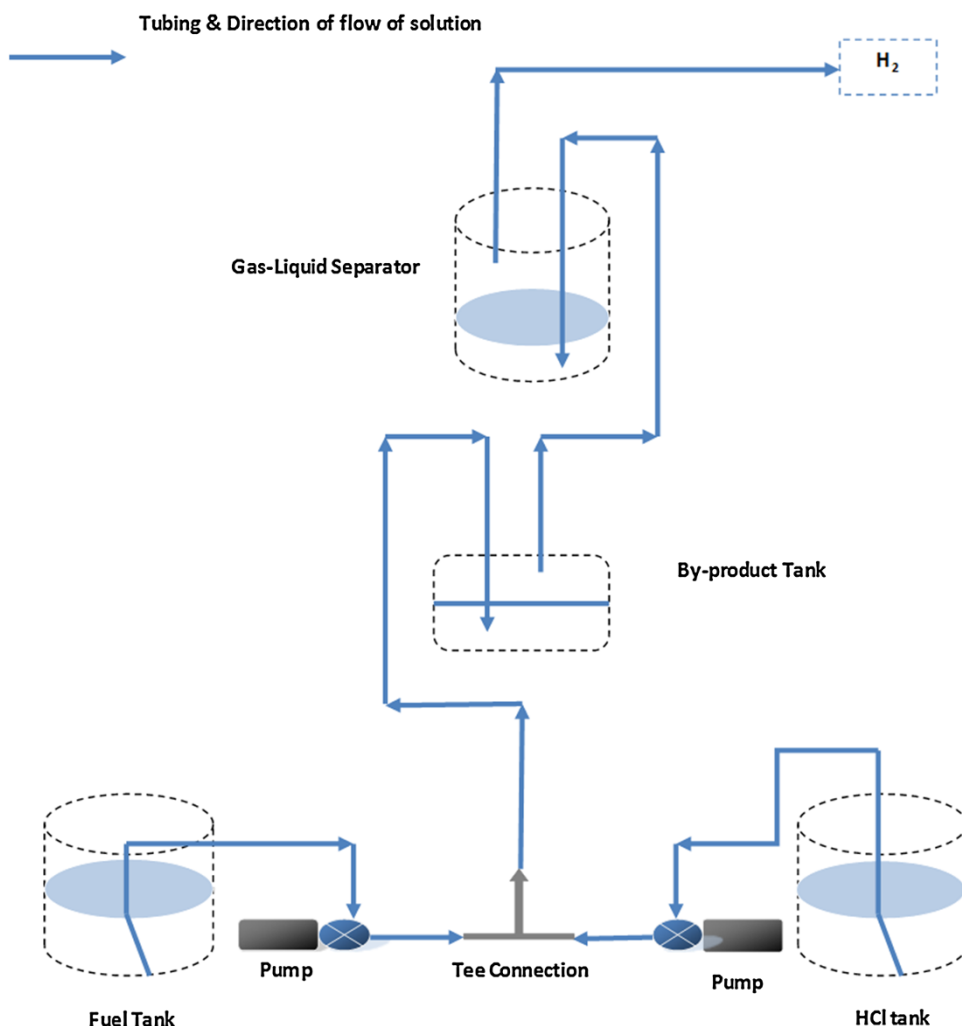 Tubing & Direction of flow of solution
H2
Gas-Liquid Separator
By-product Tank
Pump
Tee Connection
Pump
Fuel Tank
HCl tank